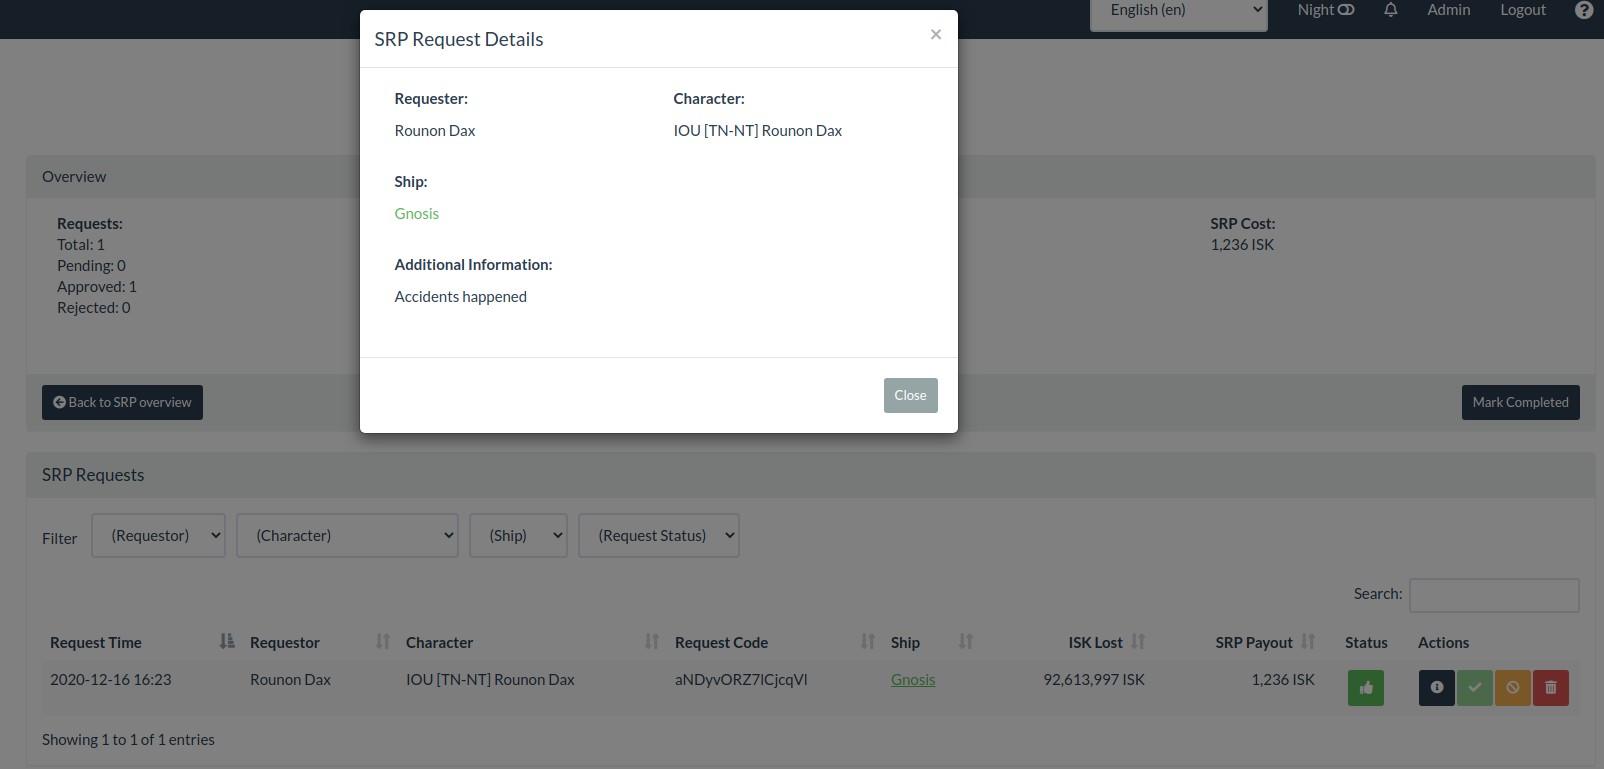 English (en)
Night
Admin
Logout
SRP Request Details
×
Requester:
Character:
Rounon Dax
IOU [TN-NT] Rounon Dax
Ship:
Gnosis
Additional Information:
Accidents happened
Close
Overview
Requests:
Total: 1
Pending: 0
Approved: 1
Rejected: 0
SRP Cost:
1,236 ISK
Back to SRP overview
Mark Completed
SRP Requests
Filter (Requestor) (Character) (Ship) (Request Status)
Search:
Request Time Requestor Character Request Code Ship ISK Lost SRP Payout Status Actions
2020-12-16 16:23 Rounon Dax IOU [TN-NT] Rounon Dax aNDyvORZ7lCjcqVl Gnosis 92,613,997 ISK 1,236 ISK
Showing 1 to 1 of 1 entries